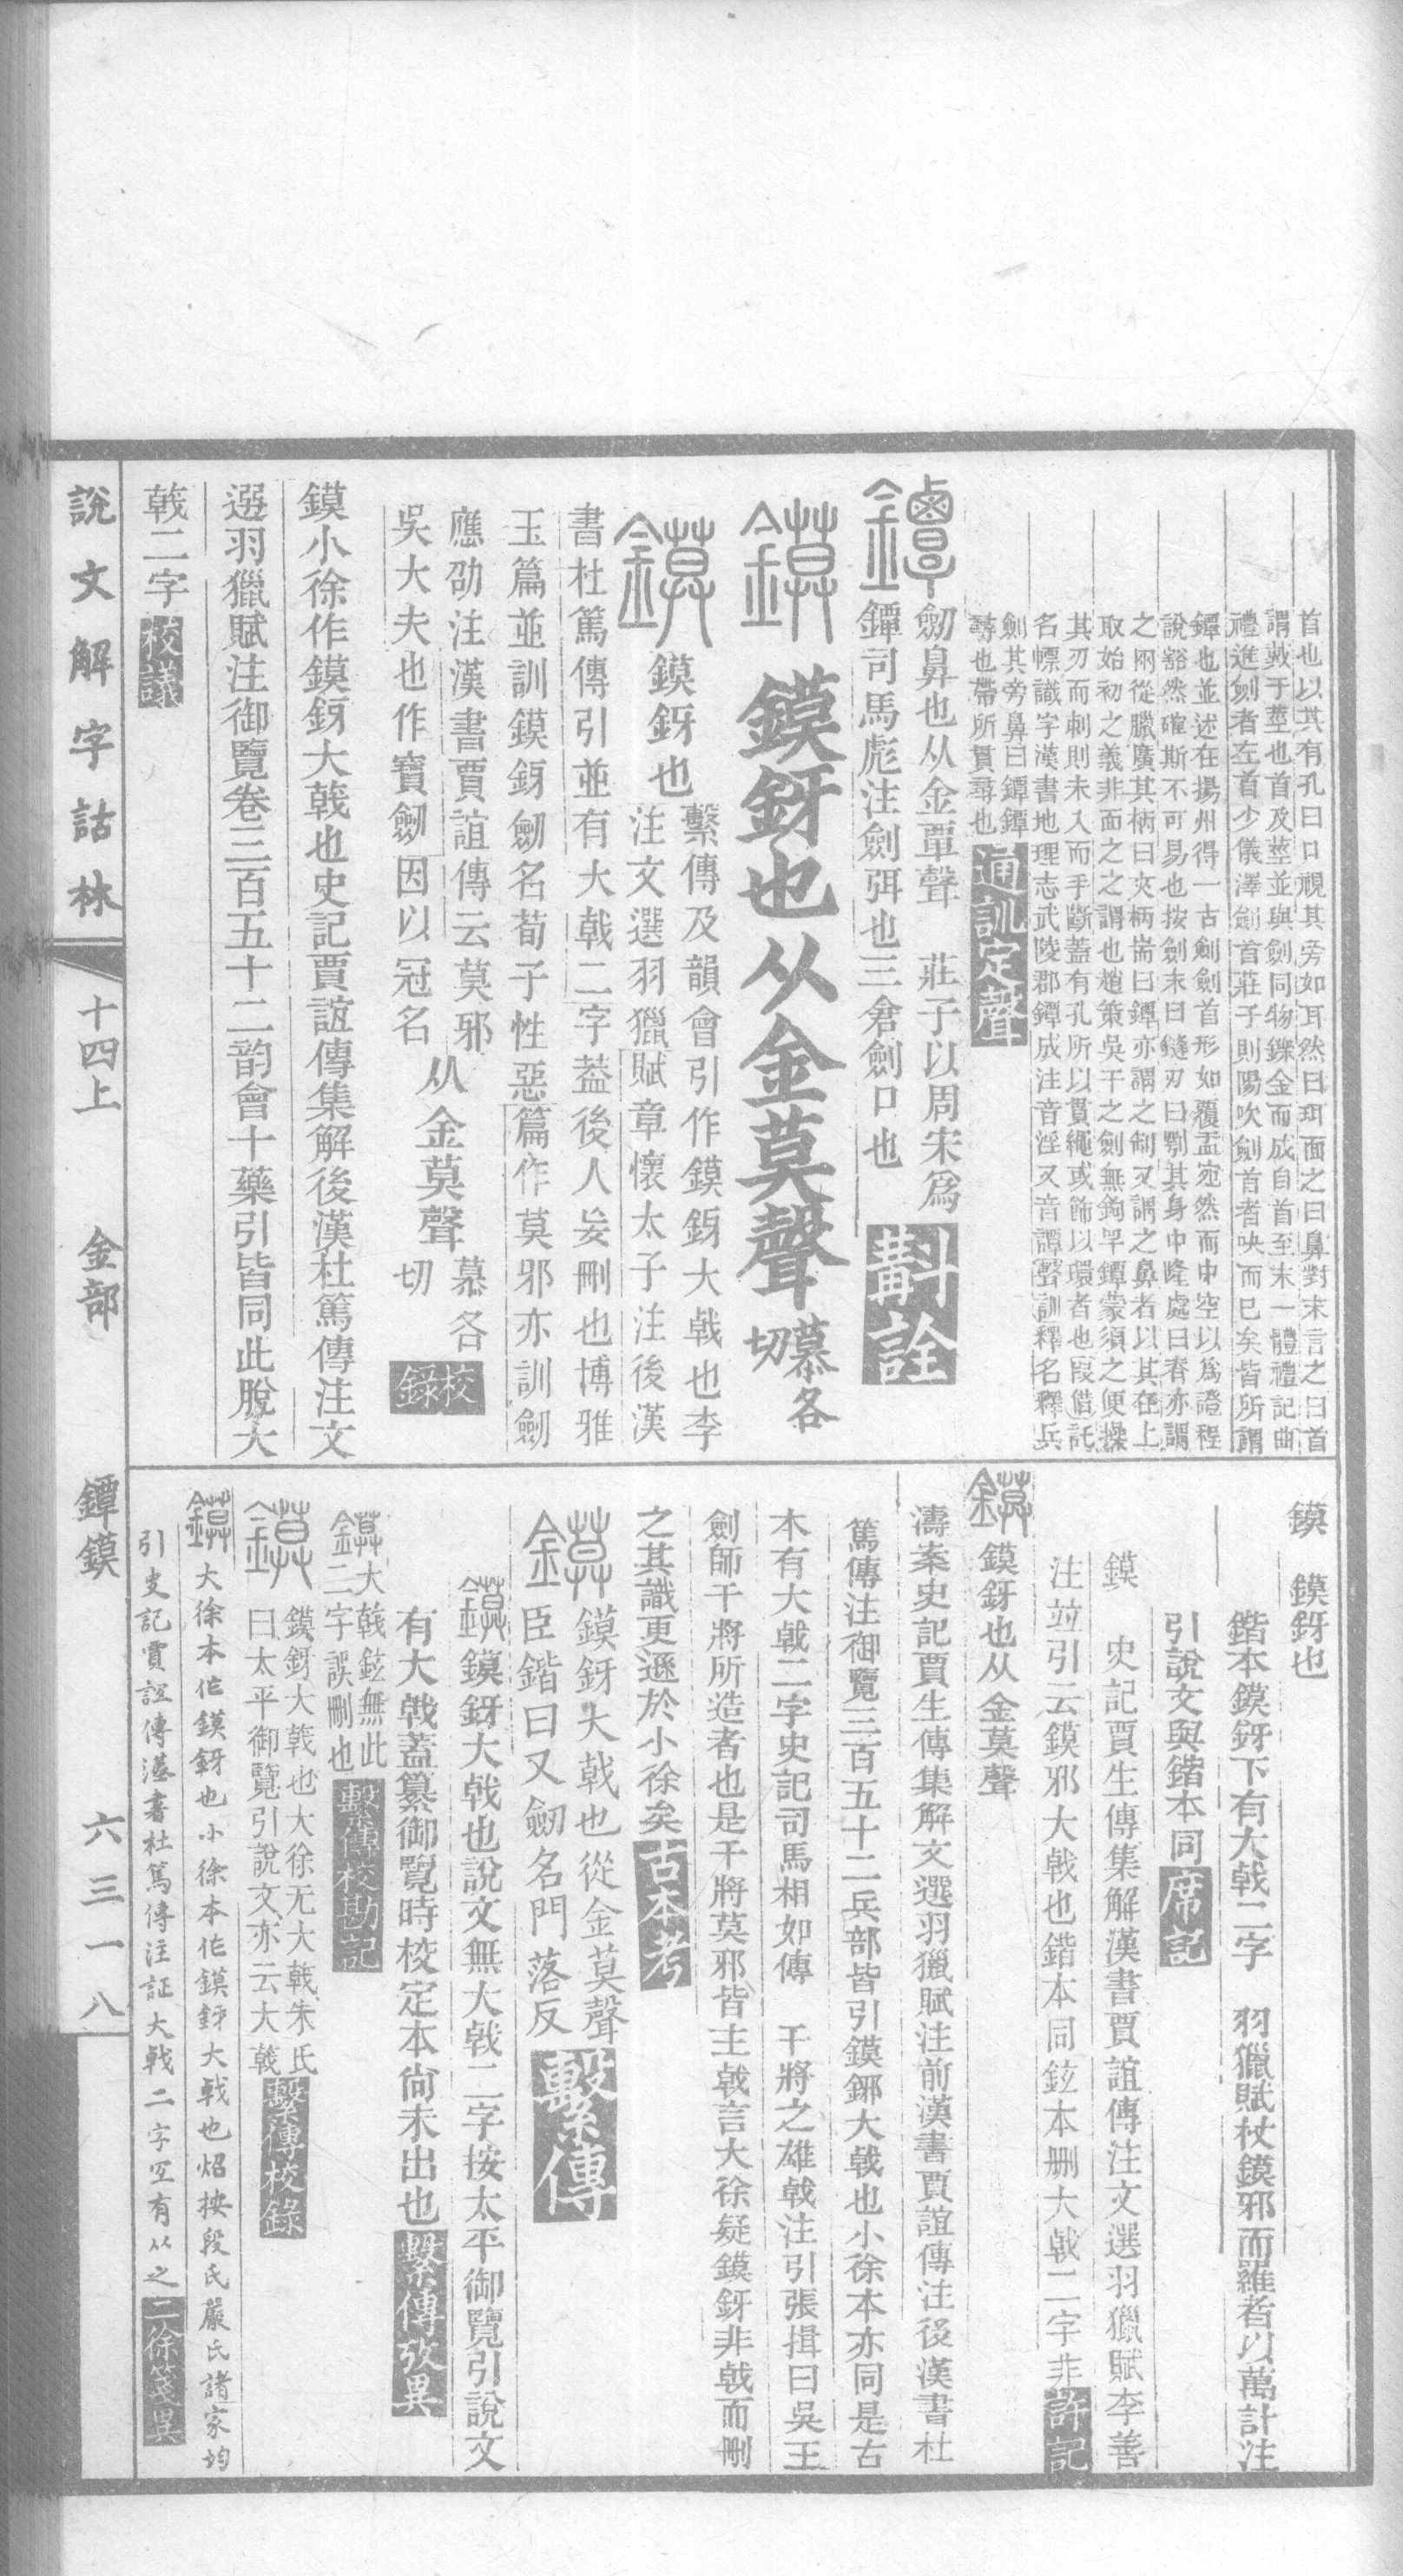 首也以其有孔曰口視其旁如耳然曰珥面之曰鼻對末言之曰首
謂㪟于莖也首及莖並與劍同物鑠金而成自首至末一體禮記曲
禮進劍者左首少儀澤劍首莊子則陽吹劍首者吷而已矣皆所謂
鐔也並述在揚州得一古劍劍首形如覆盂宛然而中空以爲證程
說豁然確斯不可易也按劍末曰鏠刃曰鄂其身中隆處曰脊亦謂
之㓻從臘廣其柄曰夾柄耑曰鐔亦謂之㓡又謂之鼻者以其在上
取始初之義非面之之謂也趙策吳干之劍無鉤罕鐔蒙須之便操
其刃而刺則未入而手斷蓋有孔所以貫繩或飾以環者也叚借託
名幖識字漢書地理志武陵郡鐔成注音淫又音譚聲訓釋名釋兵
劍其旁鼻曰鐔鐔
尋也帶所貫尋也通訓定聲
鐔劒鼻也从金覃聲　莊子以周宋爲
鐔司馬彪注劍弭也三倉劍口也斠詮
鏌　鏌釾也从金莫聲慕各
切
鏌　鏌釾也繫傳及韻會引作鏌釾大戟也李
注文選羽獵賦章懷太子注後漢
書杜篤傳引並有大戟二字葢後人妄刪也博雅
玉篇並訓鏌釾劒名荀子性惡篇作莫邪亦訓劒
應劭注漢書賈誼傳云莫邪
吳大夫也作寶劒因以冠名从金莫聲慕各
切校
錄
鏌小徐作鏌釾大戟也史記賈誼傳集解後漢杜篤傳注文
選羽獵賦注御覽卷三百五十二韵會十藥引皆同此脫大
戟二字校議
鏌　鏌釾也
鍇本鏌釾下有大戟二字　羽獵賦杖鏌邪而羅者以萬計注
引說文與鍇本同席記
鏌　史記賈生傳集解漢書賈誼傳注文選羽獵賦李善
注竝引云鏌邪大戟也鍇本同鉉本刪大戟二字非許記
鏌　鏌釾也从金莫聲
濤案史記賈生傳集解文選羽獵賦注前漢書賈誼傳注後漢書杜
篤傳注御覽三百五十二兵部皆引鏌鋣大戟也小徐本亦同是古
本有大戟二字史記司馬相如傳　干將之雄戟注引張揖曰吳王
劍師干將所造者也是干將莫邪皆主戟言大徐疑鏌釾非戟而刪
之其識更遜於小徐矣古本考
鏌　鏌釾大戟也從金莫聲
臣鍇曰又劒名門落反繫傳
鏌　鏌釾大戟也說文無大戟二字按太平御覽引說文
有大戟蓋纂御覽時校定本尙未出也繫傳攷異
鏌大戟鉉無此
二字誤刪也繫傳校勘記
鏌　鏌釾大戟也大徐无大戟朱氏
曰太平御覽引說文亦云大戟繫傳校錄
鏌大徐本作鏌釾也小徐本作鏌釾大戟也炤按段氏嚴氏諸家均
引史記賈誼傳漢書杜篤傳注証大戟二字宜有从之二徐箋異
說文解字詁林　十四上　金部　鐔鏌　六三一八